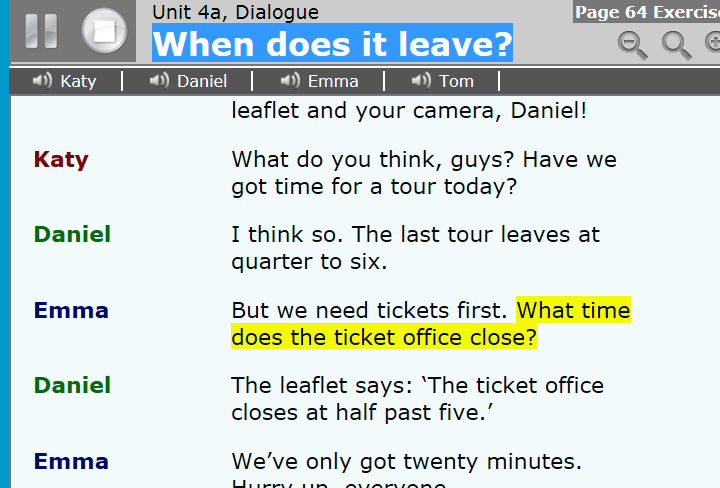 Unit 4a, Dialogue
Page 64 Exercise
When does it leave?
Katy
Daniel
Emma
Tom
leaflet and your camera, Daniel!
Katy
What do you think, guys? Have we
got time for a tour today?
Daniel
I think so. The last tour leaves at
quarter to six.
Emma
But we need tickets first. What time
does the ticket office close?
Daniel
The leaflet says: ‘The ticket office
closes at half past five.’
Emma
We’ve only got twenty minutes.
Hurry up, everyone